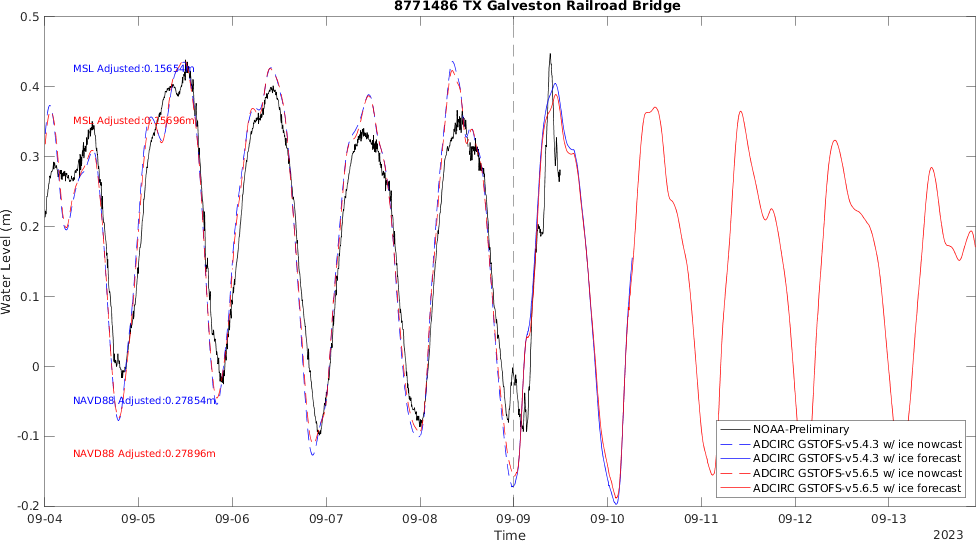 8771486 TX Galveston Railroad Bridge
0.5
0.4
0.3
0.2
0.1
0
-0.1
-0.2
Water Level (m)
MSL Adjusted:0.15654m
MSL Adjusted:0.15696m
NAVD88 Adjusted:0.27854m
NAVD88 Adjusted:0.27896m
NOAA-Preliminary
ADCIRC GSTOFS-v5.4.3 w/ ice nowcast
ADCIRC GSTOFS-v5.4.3 w/ ice forecast
ADCIRC GSTOFS-v5.6.5 w/ ice nowcast
ADCIRC GSTOFS-v5.6.5 w/ ice forecast
09-04 09-05 09-06 09-07 09-08 09-09 09-10 09-11 09-12 09-13
Time
2023